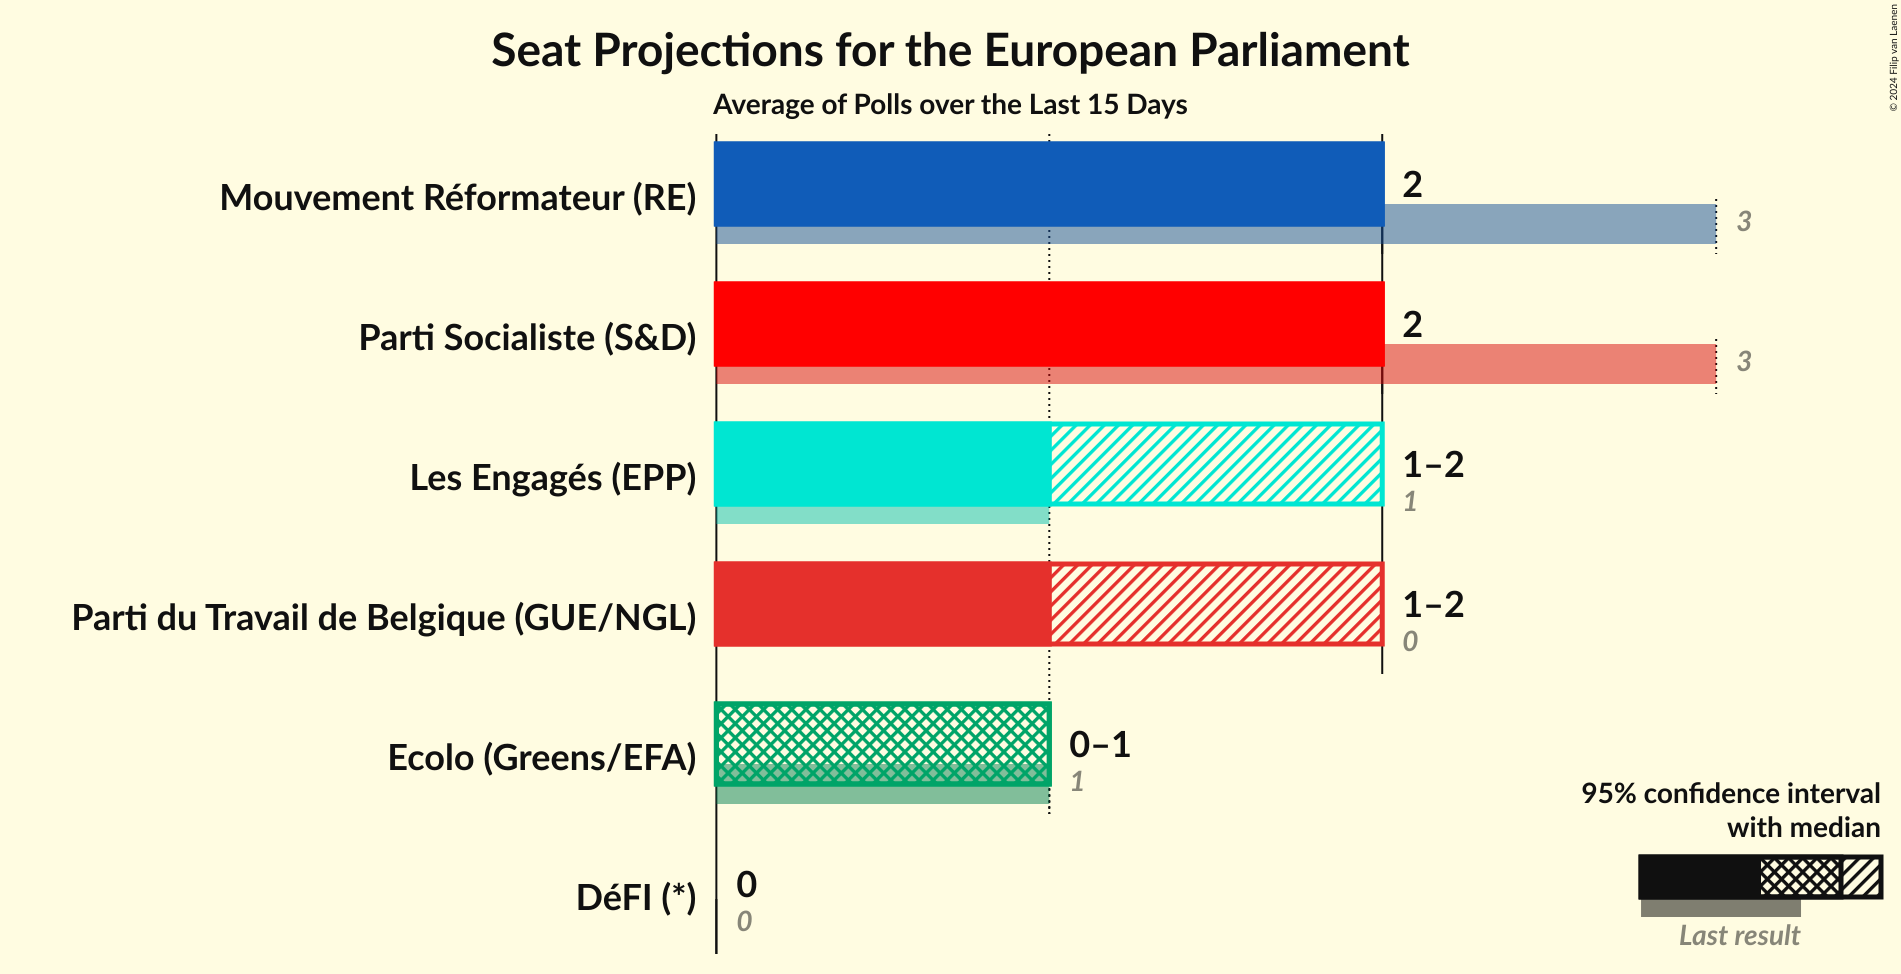 Seat Projections for the European Parliament
Average of Polls over the Last 15 Days
© 2024 Filip van Laenen
Mouvement Réformateur (RE)
2
3
Parti Socialiste (S&D)
2
3
Les Engagés (EPP)
1–2
1
Parti du Travail de Belgique (GUE/NGL)
1–2
0
Ecolo (Greens/EFA)
0–1
1
DéFI (*)
0
0
95% confidence interval
with median
Last result